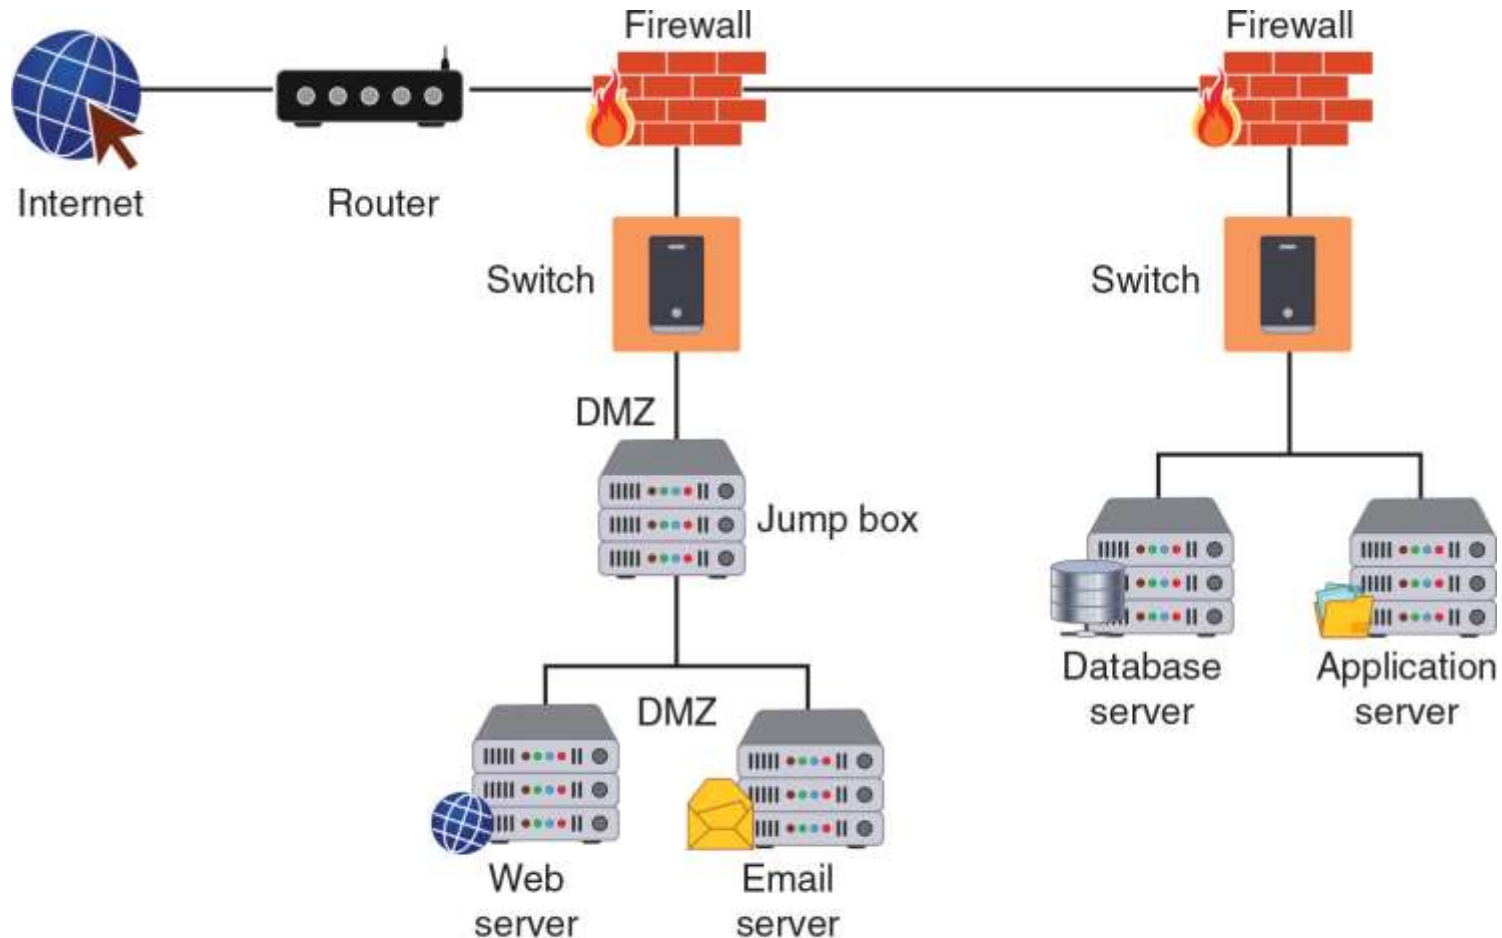 Firewall
Firewall
Internet
Router
Switch
Switch
DMZ
Jump box
Database
server
Application
server
DMZ
Web
server
Email
server